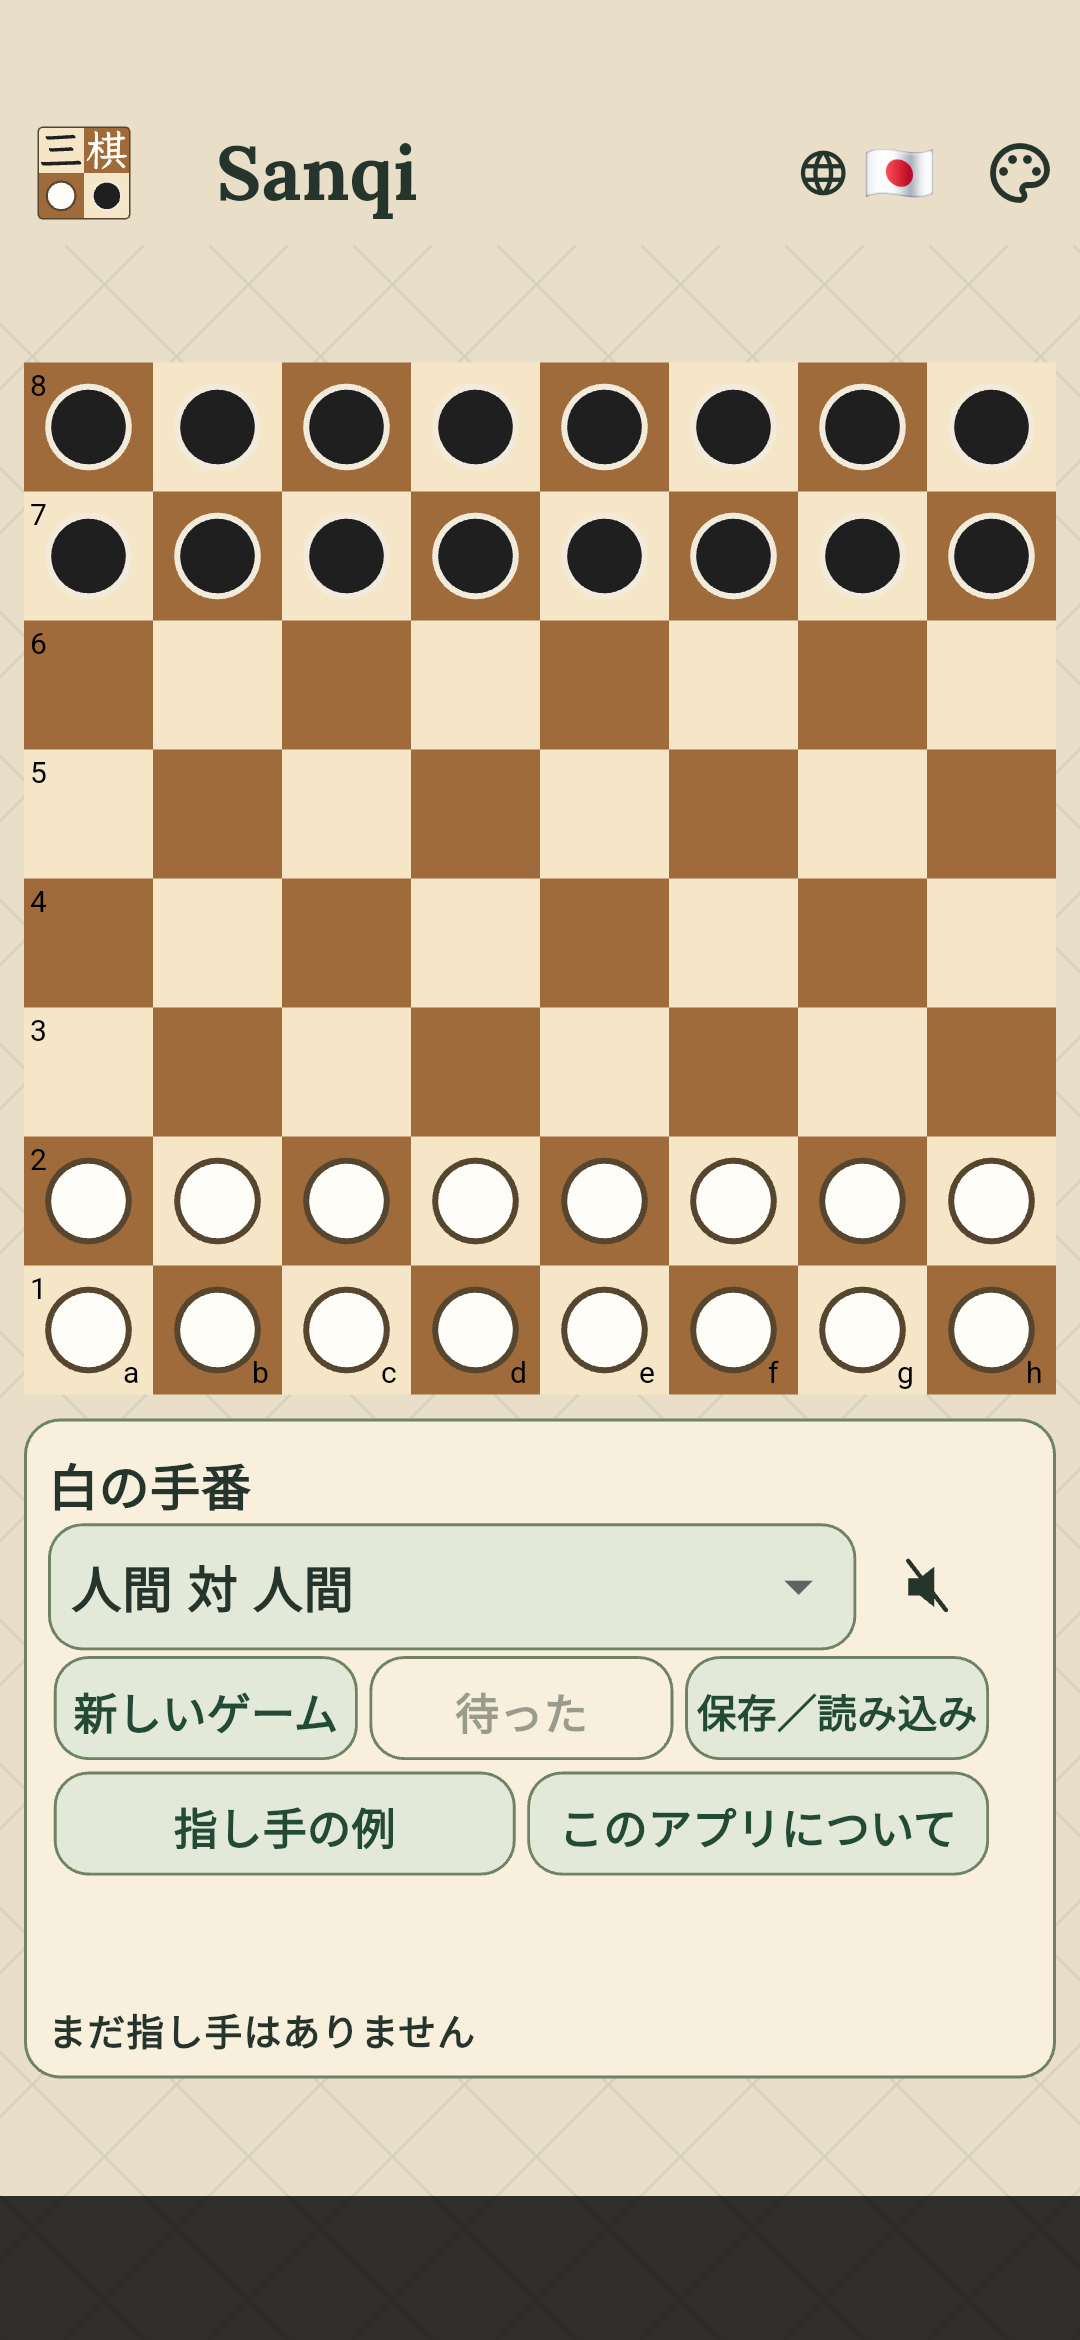 三棋
Sanqi
8
7
6
5
4
3
2
1
a b c d e f g h
白の手番
人間 対 人間
新しいゲーム
待った
保存／読み込み
指し手の例
このアプリについて
まだ指し手はありません